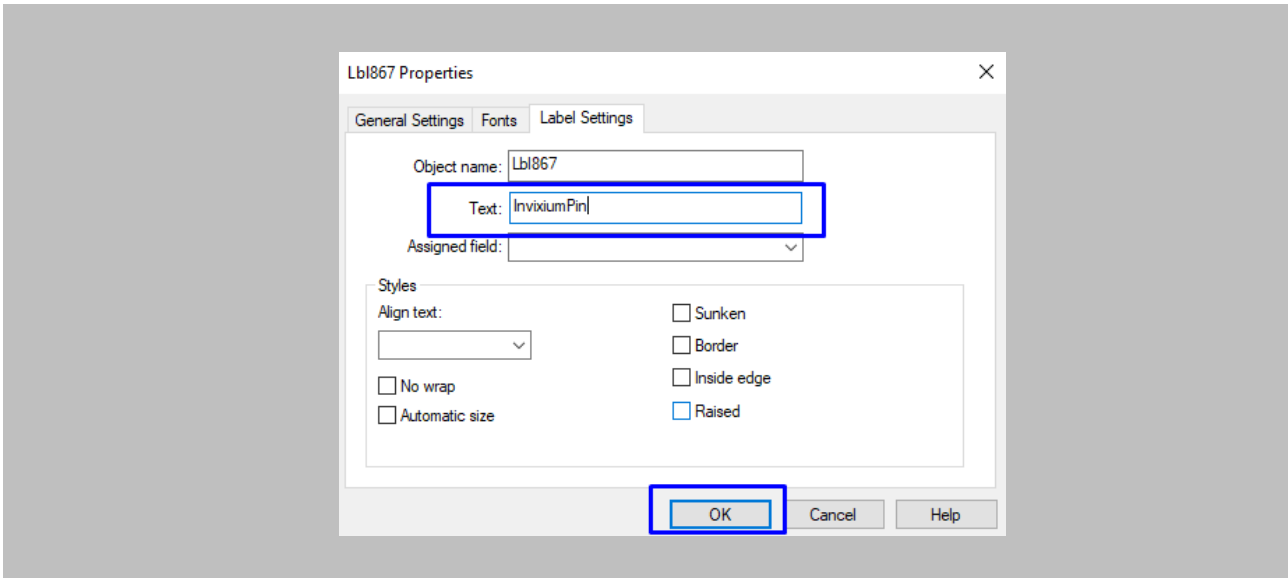 Lbl867 Properties
General Settings Fonts Label Settings
Object name: Lbl867
Text: InvixiumPin
Assigned field:
Styles
Align text:
Sunken
Border
No wrap
Inside edge
Automatic size
Raised
OK Cancel Help